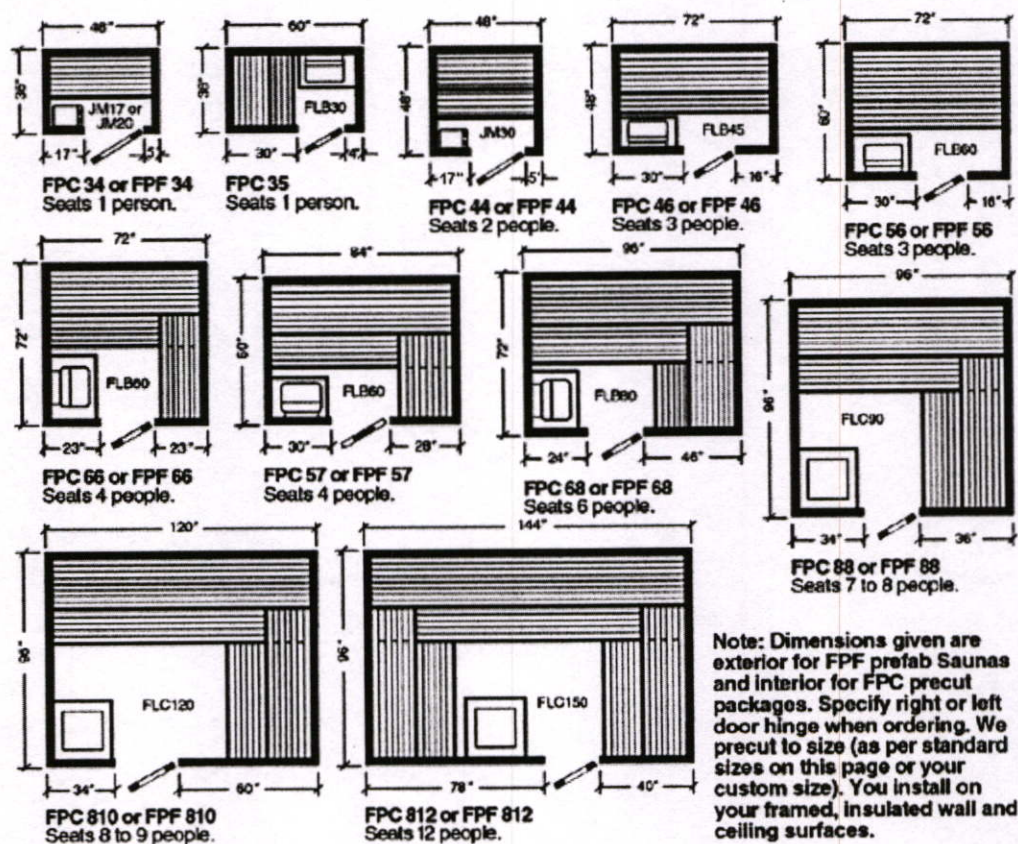 48"
60"
48"
72"
72"
36"
JM17 or
JM20
17"
5"
FPC 34 or FPF 34
Seats 1 person.
36"
FLB30
30"
4"
FPC 35
Seats 1 person.
48"
JM30
17"
5"
FPC 44 or FPF 44
Seats 2 people.
48"
FLB45
30"
16"
FPC 46 or FPF 46
Seats 3 people.
60"
FLB60
30"
16"
FPC 56 or FPF 56
Seats 3 people.
72"
72"
FLB60
23"
23"
FPC 66 or FPF 66
Seats 4 people.
84"
60"
FLB60
30"
28"
FPC 57 or FPF 57
Seats 4 people.
96"
72"
FLB80
24"
46"
FPC 68 or FPF 68
Seats 6 people.
96"
96"
FLC90
34"
36"
FPC 88 or FPF 88
Seats 7 to 8 people.
120"
96"
FLC120
34"
60"
FPC 810 or FPF 810
Seats 8 to 9 people.
144"
96"
FLC150
78"
40"
FPC 812 or FPF 812
Seats 12 people.
Note: Dimensions given are
exterior for FPF prefab Saunas
and interior for FPC precut
packages. Specify right or left
door hinge when ordering. We
precut to size (as per standard
sizes on this page or your
custom size). You install on
your framed, insulated wall and
ceiling surfaces.